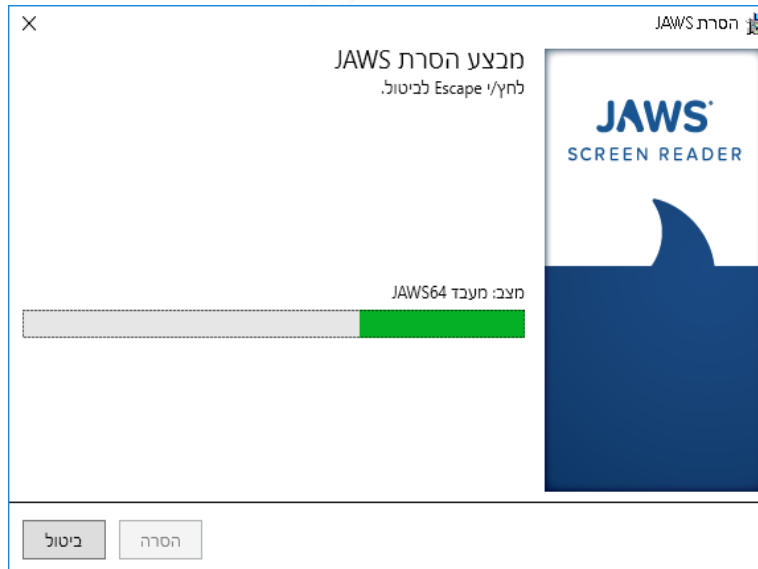 הסרת JAWS
מבצע הסרת JAWS
לחץ/י Escape לביטול.
JAWS
SCREEN READER
מצב: מעבד JAWS64
הסרה
ביטול